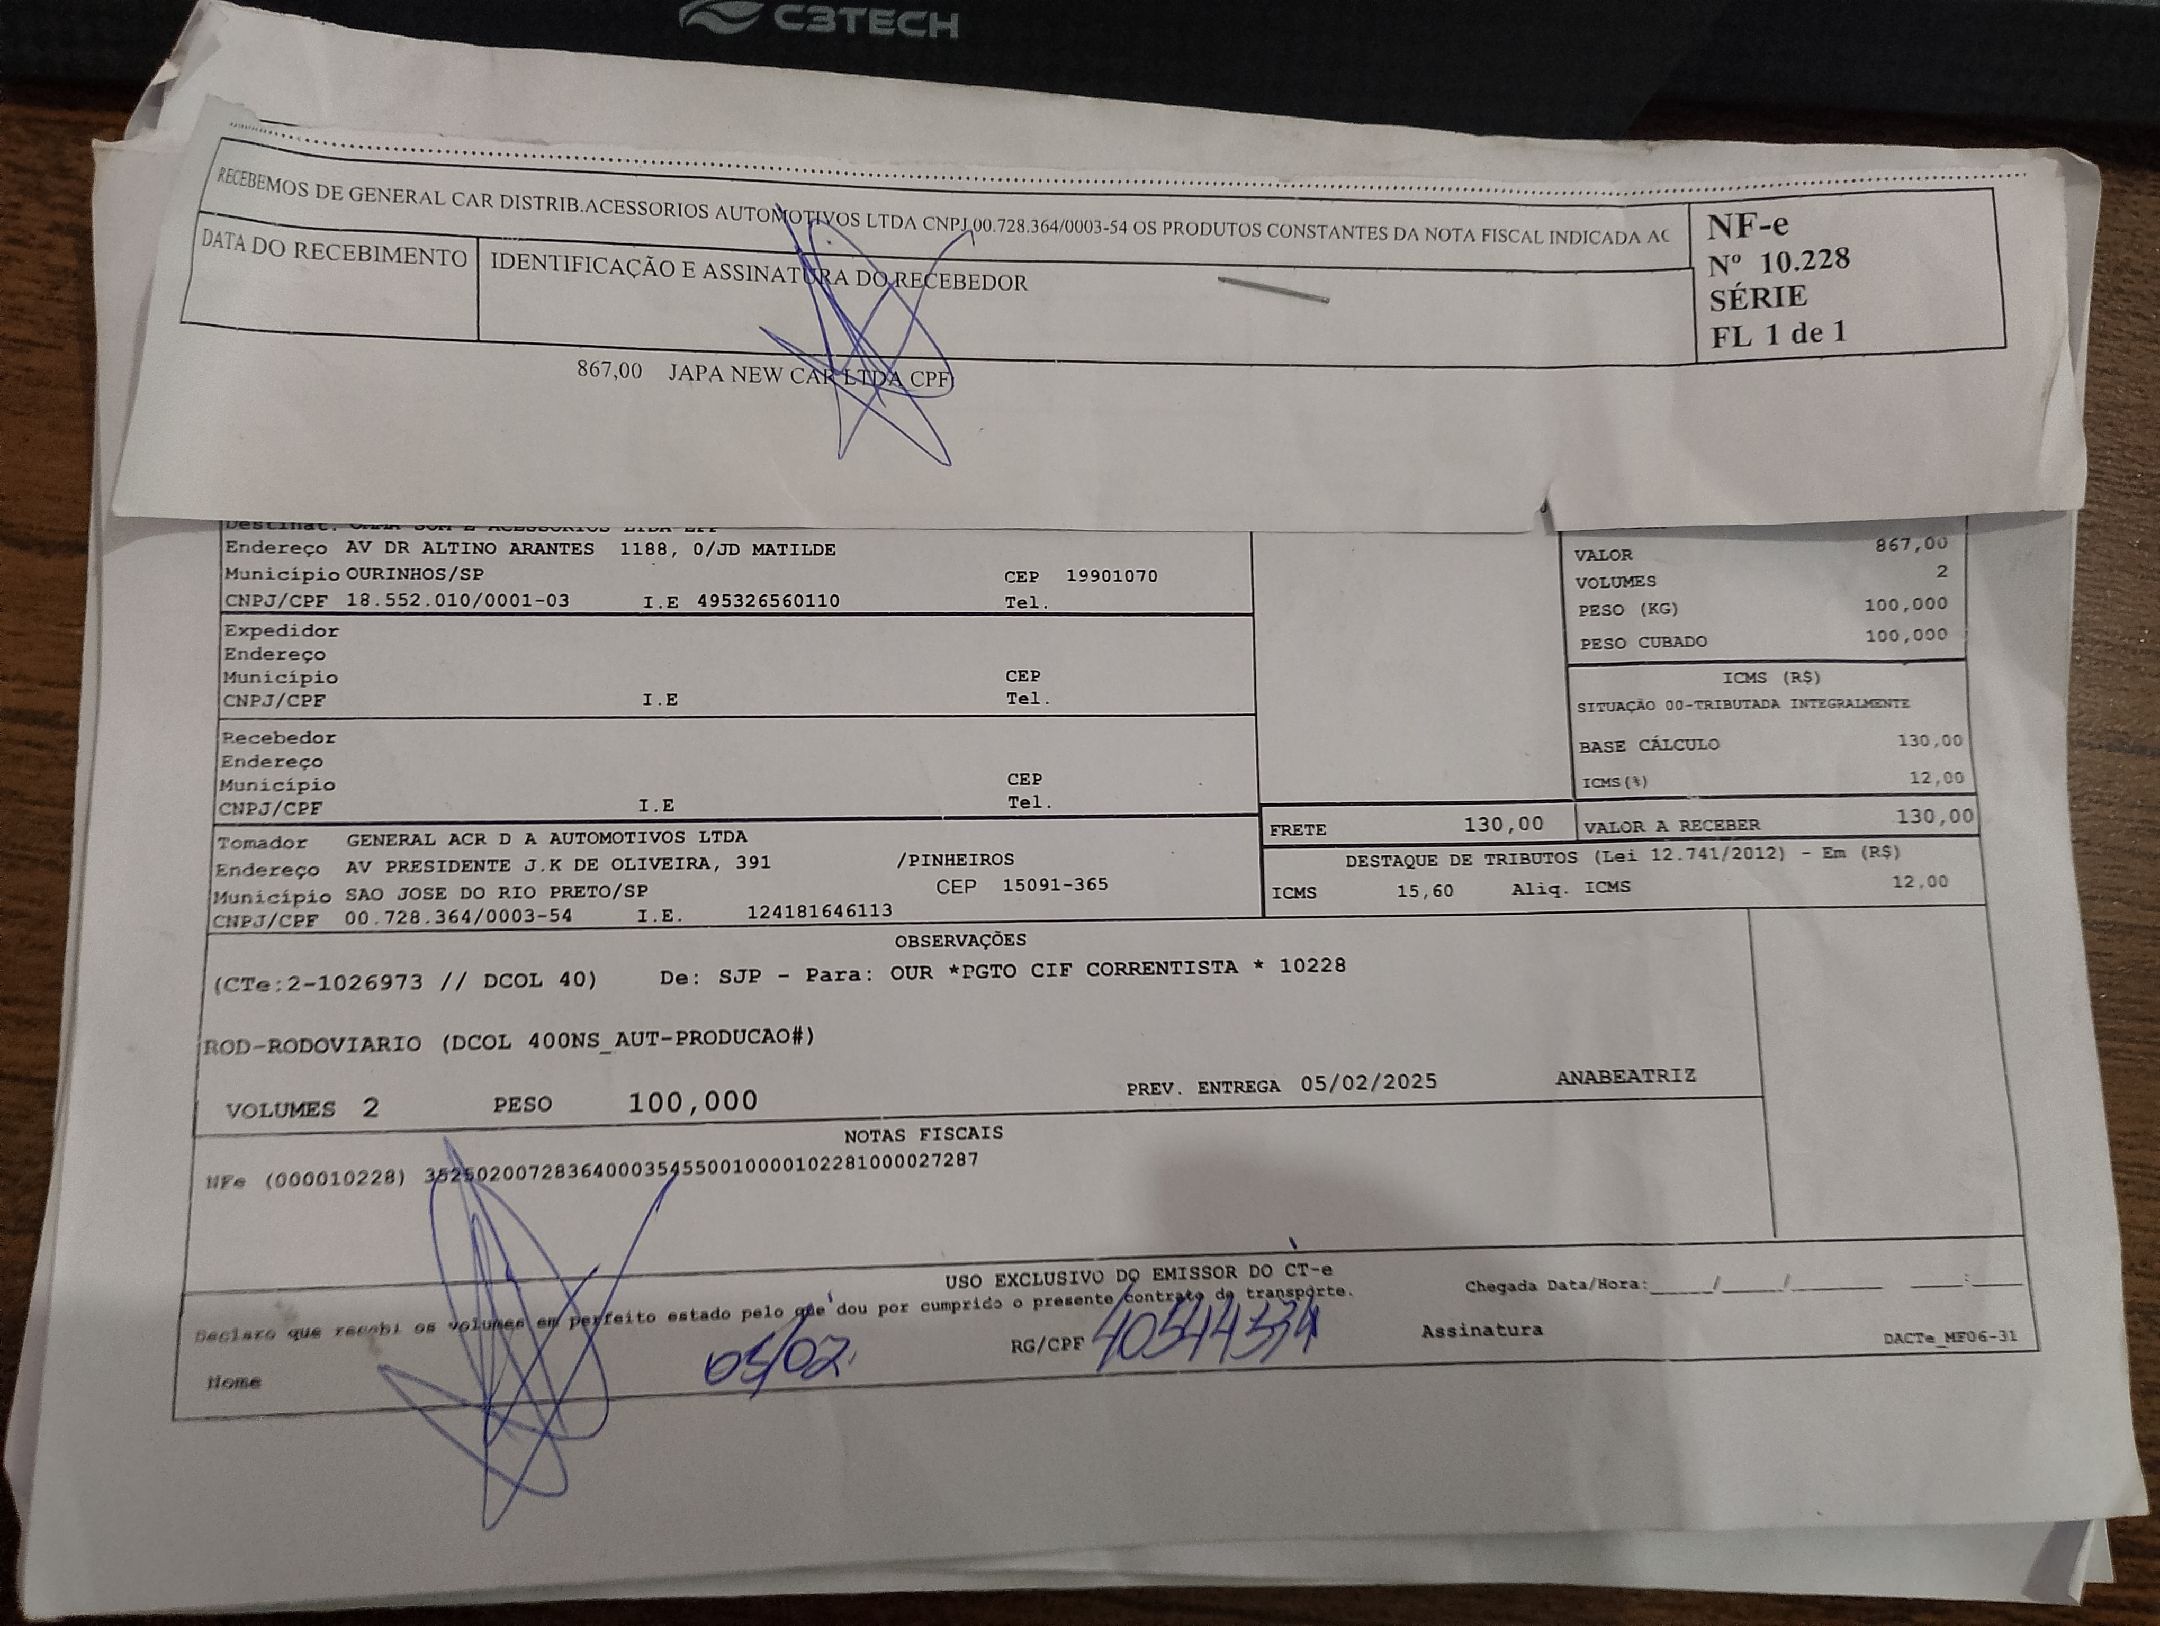 C3TECH
RECEBEMOS DE GENERAL CAR DISTRIB.ACESSORIOS AUTOMOTIVOS LTDA CNPJ 00.728.364/0003-54 OS PRODUTOS CONSTANTES DA NOTA FISCAL INDICADA AO
DATA DO RECEBIMENTO IDENTIFICAÇÃO E ASSINATURA DO RECEBEDOR
NF-e
Nº 10.228
SÉRIE
FL 1 de 1
867,00 JAPA NEW CAR LTDA CPF
Destinat. SOM E ACESSORIOS LTDA EPP
Endereço AV DR ALTINO ARANTES 1188, 0/JD MATILDE
Município OURINHOS/SP CEP 19901070
CNPJ/CPF 18.552.010/0001-03 I.E 495326560110 Tel.
VALOR 867,00
VOLUMES 2
PESO (KG) 100,000
PESO CUBADO 100,000
Expedidor
Endereço
Município CEP
CNPJ/CPF I.E Tel.
ICMS (R$)
SITUAÇÃO 00-TRIBUTADA INTEGRALMENTE
BASE CÁLCULO 130,00
ICMS(%) 12,00
Recebedor
Endereço
Município CEP
CNPJ/CPF I.E Tel.
FRETE 130,00 VALOR A RECEBER 130,00
Tomador GENERAL ACR D A AUTOMOTIVOS LTDA
Endereço AV PRESIDENTE J.K DE OLIVEIRA, 391 /PINHEIROS
Município SAO JOSE DO RIO PRETO/SP CEP 15091-365
CNPJ/CPF 00.728.364/0003-54 I.E. 124181646113
DESTAQUE DE TRIBUTOS (Lei 12.741/2012) - Em (R$)
ICMS 15,60 Aliq. ICMS 12,00
OBSERVAÇÕES
(CTe:2-1026973 // DCOL 40) De: SJP - Para: OUR *PGTO CIF CORRENTISTA * 10228
ROD-RODOVIARIO (DCOL 400NS_AUT-PRODUCAO#)
VOLUMES 2 PESO 100,000 PREV. ENTREGA 05/02/2025 ANABEATRIZ
NOTAS FISCAIS
NFe (000010228) 35250200728364000354550010000102281000027287
USO EXCLUSIVO DO EMISSOR DO CT-e
Declaro que recebi os volumes em perfeito estado pelo que dou por cumprido o presente contrato de transporte.
Chegada Data/Hora:_____/_____/_______ ____:____
Nome 05/02 RG/CPF 40544334 Assinatura
DACTe_MF06-31